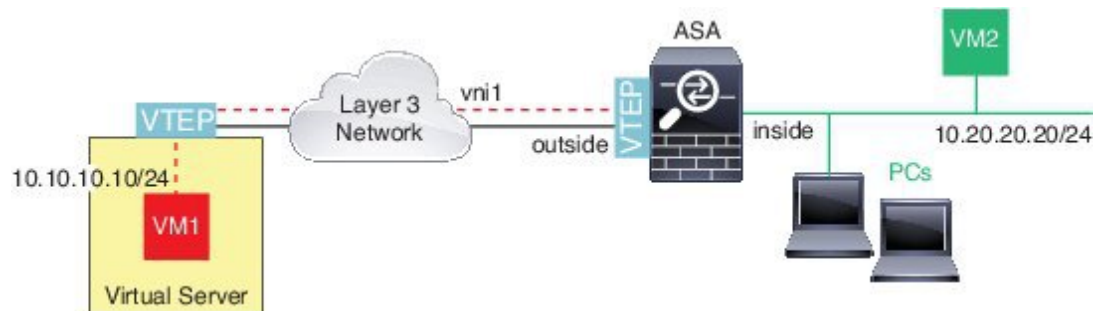 ASA
VM2
Layer 3
Network
vni1
VTEP
VTEP
outside
inside
10.20.20.20/24
10.10.10.10/24
PCs
VM1
Virtual Server